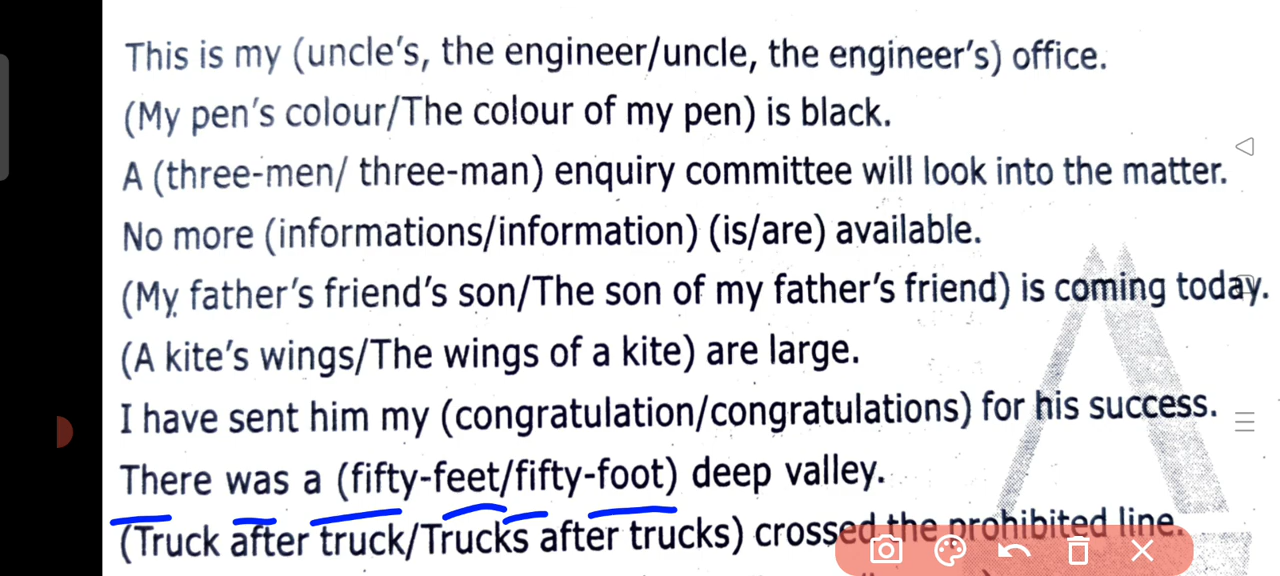 This is my (uncle's, the engineer/uncle, the engineer's) office.
(My pen's colour/The colour of my pen) is black.
A (three-men/ three-man) enquiry committee will look into the matter.
No more (informations/information) (is/are) available.
(My father's friend's son/The son of my father's friend) is coming today.
(A kite's wings/The wings of a kite) are large.
I have sent him my (congratulation/congratulations) for his success.
There was a (fifty-feet/fifty-foot) deep valley.
(Truck after truck/Trucks after trucks) crossed the prohibited line.